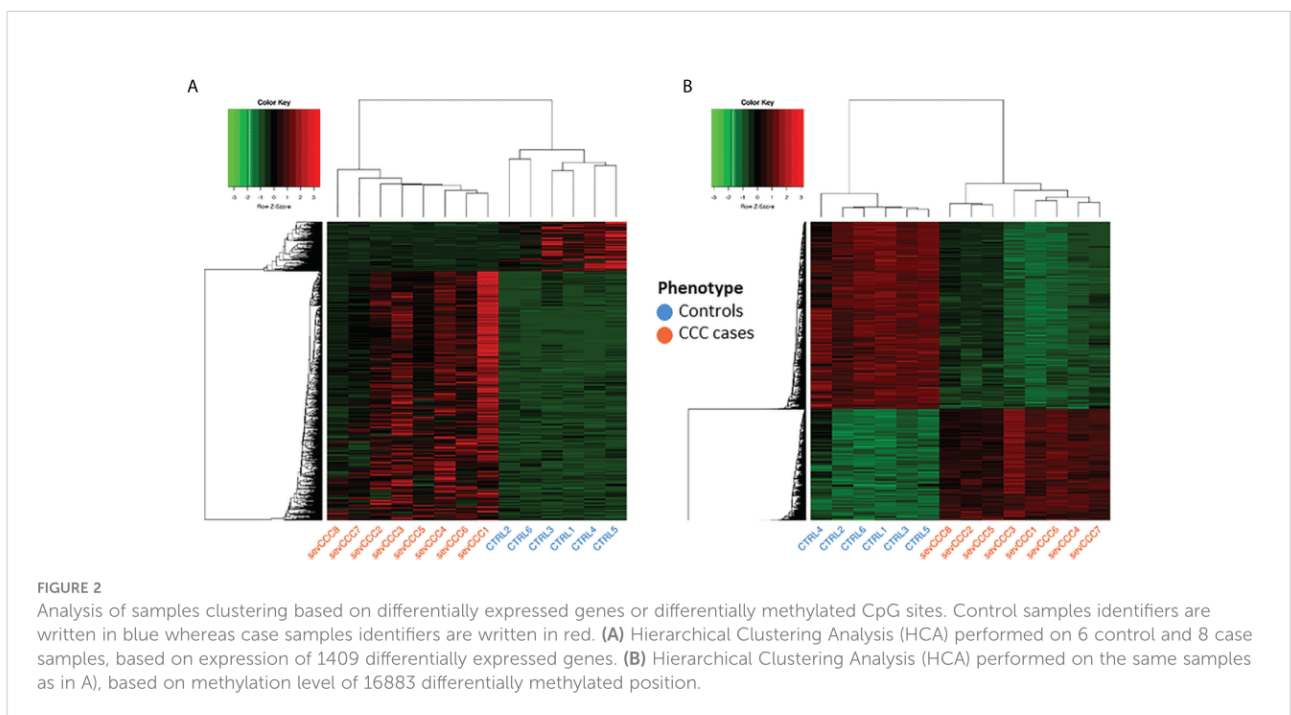 A
B
Color Key
-3 -2 -1 0 1 2 3
Row Z-Score
Color Key
-3 -2 -1 0 1 2 3
Row Z-Score
Phenotype
Controls
CCC cases
sevCCC8 sevCCC7 sevCCC2 sevCCC3 sevCCC5 sevCCC4 sevCCC6 sevCCC1 CTRL2 CTRL6 CTRL3 CTRL1 CTRL4 CTRL5
CTRL4 CTRL2 CTRL6 CTRL1 CTRL3 CTRL5 sevCCC8 sevCCC2 sevCCC5 sevCCC3 sevCCC1 sevCCC6 sevCCC4 sevCCC7
FIGURE 2
Analysis of samples clustering based on differentially expressed genes or differentially methylated CpG sites. Control samples identifiers are
written in blue whereas case samples identifiers are written in red. (A) Hierarchical Clustering Analysis (HCA) performed on 6 control and 8 case
samples, based on expression of 1409 differentially expressed genes. (B) Hierarchical Clustering Analysis (HCA) performed on the same samples
as in A), based on methylation level of 16883 differentially methylated position.